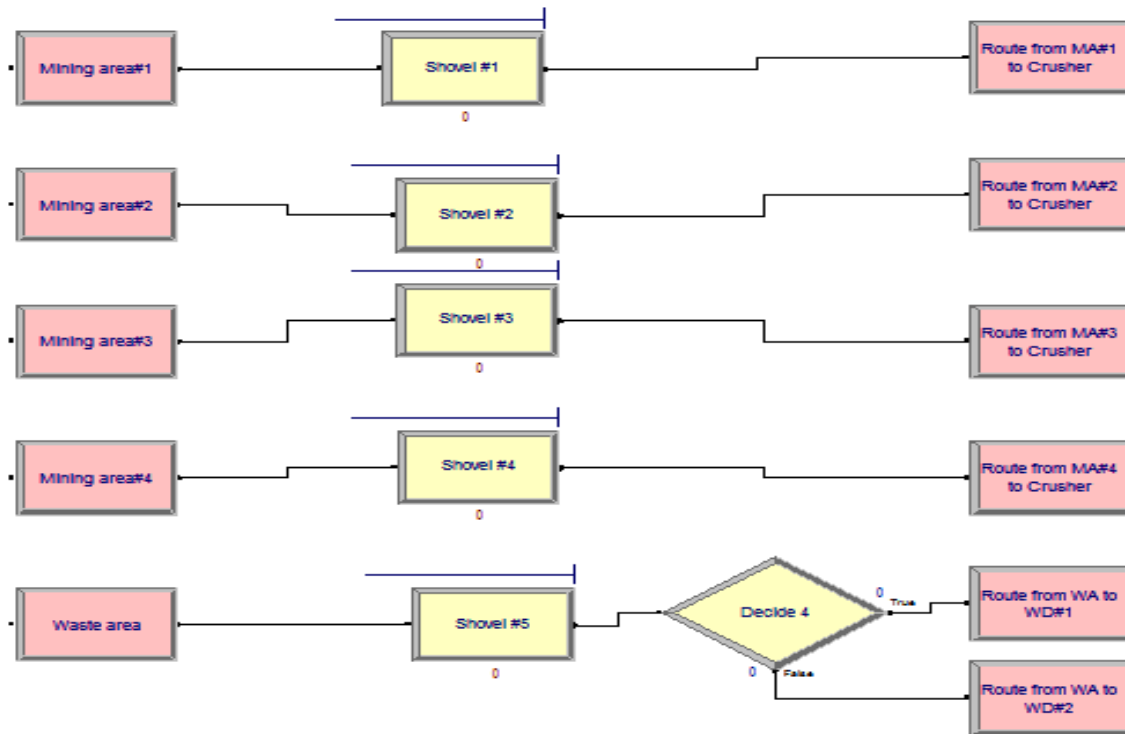 Mining area#1
Shovel #1
0
Route from MA#1
to Crusher
Mining area#2
Shovel #2
0
Route from MA#2
to Crusher
Mining area#3
Shovel #3
0
Route from MA#3
to Crusher
Mining area#4
Shovel #4
0
Route from MA#4
to Crusher
Waste area
Shovel #5
0
Decide 4
0
True
0
False
Route from WA to
WD#1
Route from WA to
WD#2